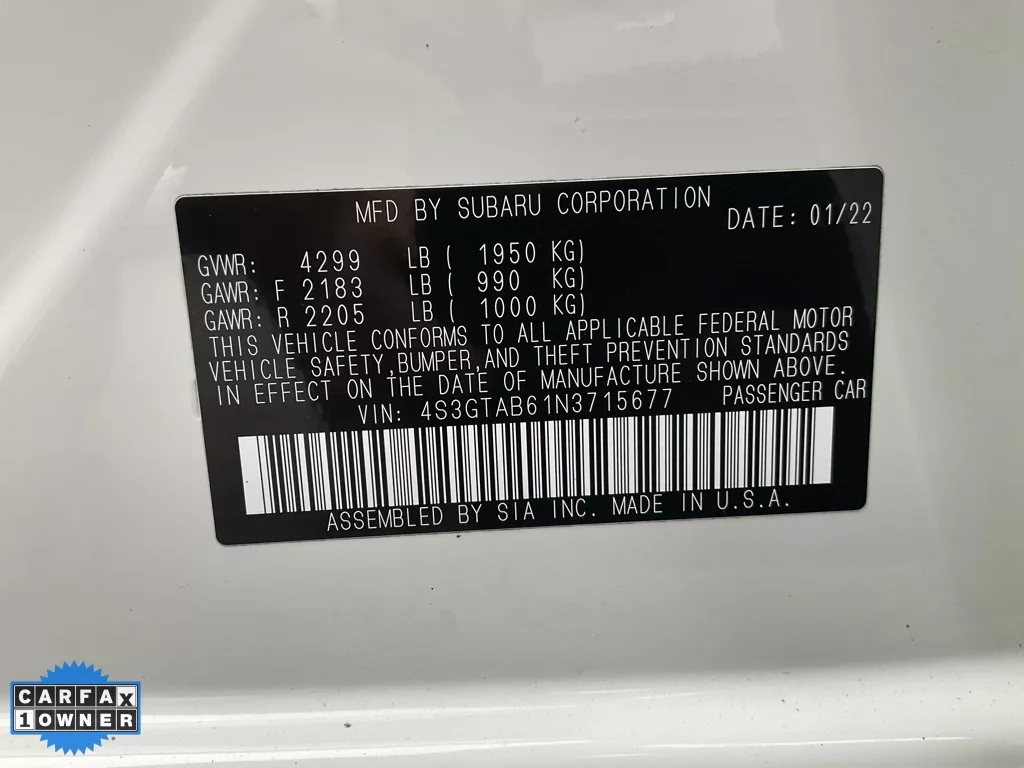 MFD BY SUBARU CORPORATION DATE: 01/22
GVWR: 4299 LB ( 1950 KG)
GAWR: F 2183 LB ( 990 KG)
GAWR: R 2205 LB ( 1000 KG)
THIS VEHICLE CONFORMS TO ALL APPLICABLE FEDERAL MOTOR
VEHICLE SAFETY,BUMPER,AND THEFT PREVENTION STANDARDS
IN EFFECT ON THE DATE OF MANUFACTURE SHOWN ABOVE.
VIN: 4S3GTAB61N3715677 PASSENGER CAR
ASSEMBLED BY SIA INC. MADE IN U.S.A.
CARFAX
1 OWNER